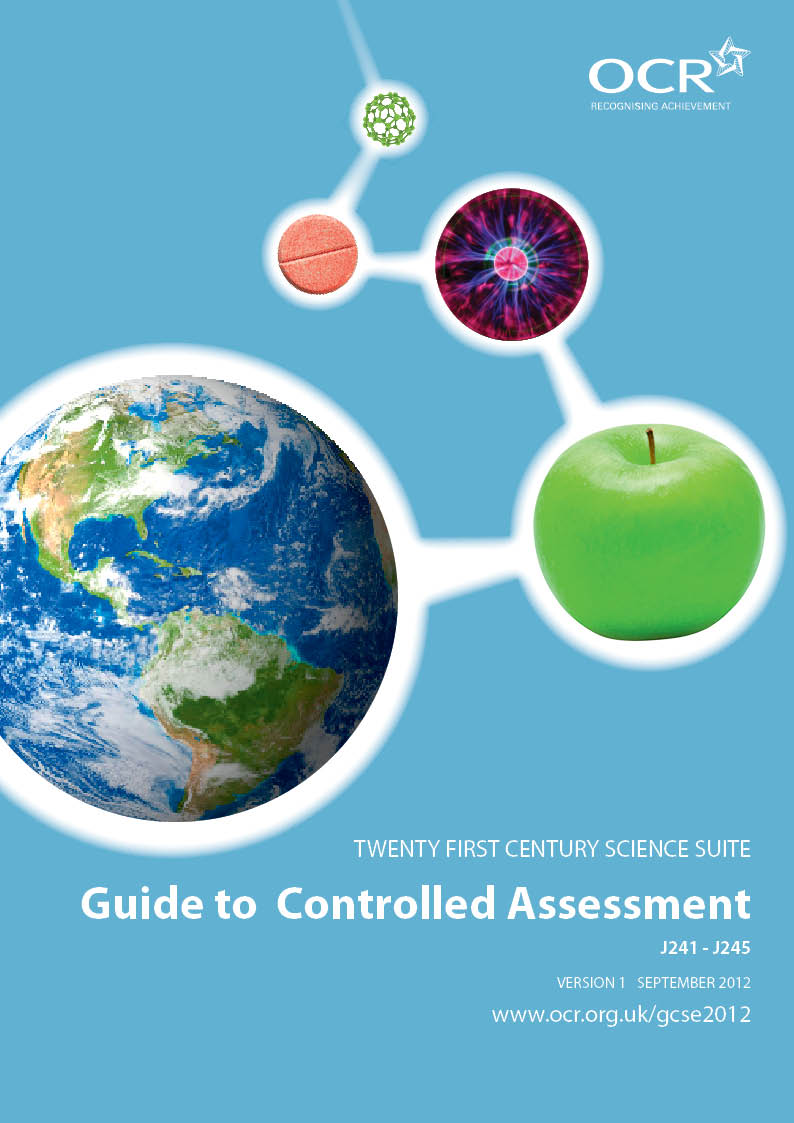 OCR
RECOGNISING ACHIEVEMENT
TWENTY FIRST CENTURY SCIENCE SUITE
Guide to Controlled Assessment
J241 - J245
VERSION 1 SEPTEMBER 2012
www.ocr.org.uk/gcse2012